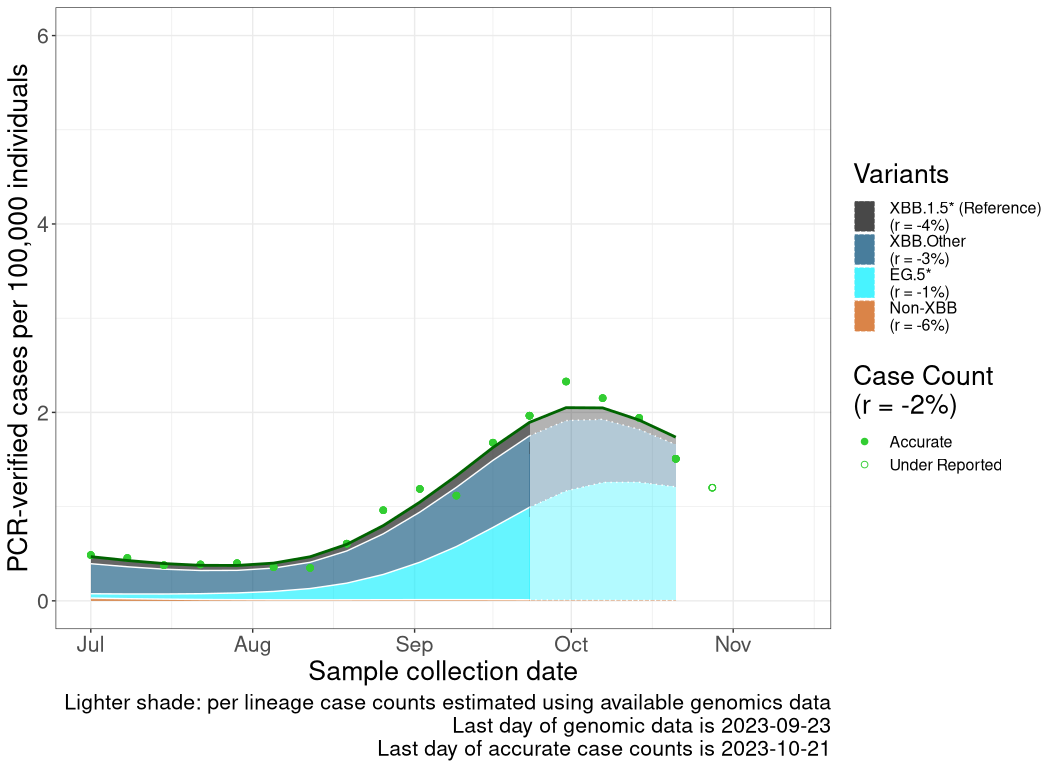 PCR-verified cases per 100,000 individuals
6
4
2
0
Jul Aug Sep Oct Nov
Sample collection date
Lighter shade: per lineage case counts estimated using available genomics data
Last day of genomic data is 2023-09-23
Last day of accurate case counts is 2023-10-21
Variants
XBB.1.5* (Reference)
(r = -4%)
XBB.Other
(r = -3%)
EG.5*
(r = -1%)
Non-XBB
(r = -6%)
Case Count
(r = -2%)
Accurate
Under Reported